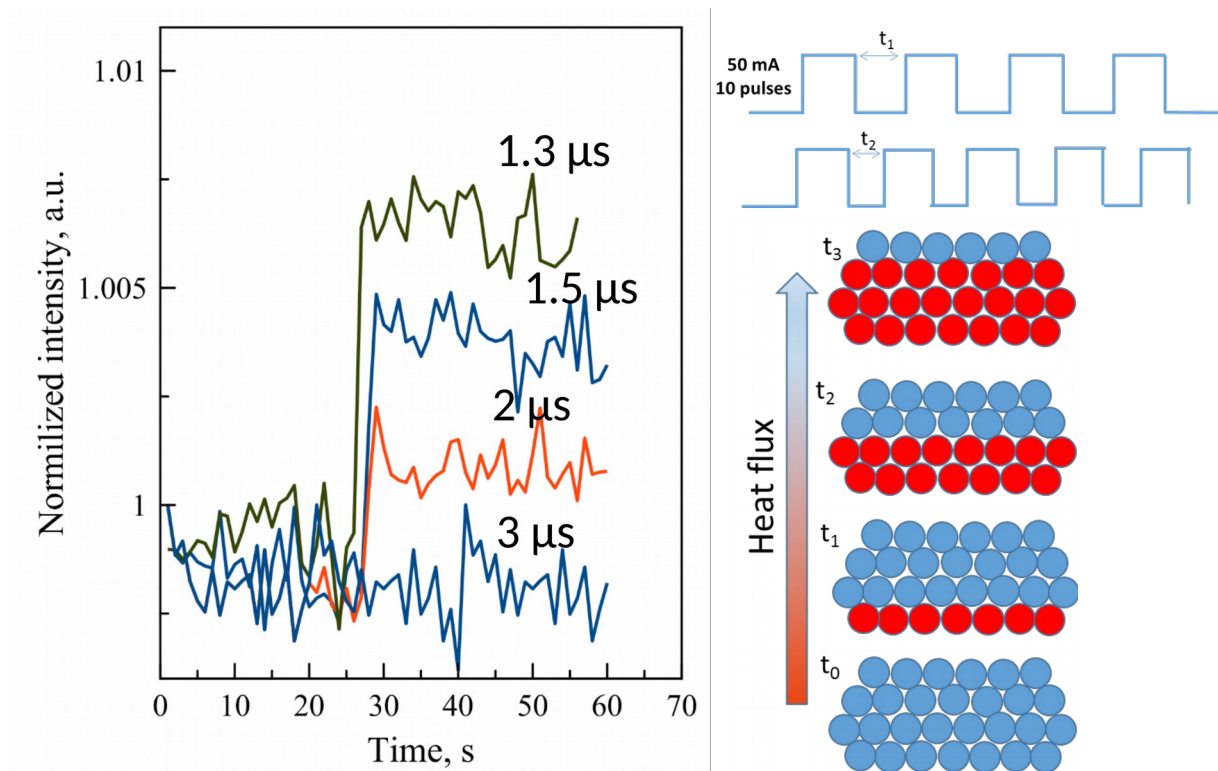 1.01
1.005
1
Normilized intensity, a.u.
0 10 20 30 40 50 60 70
Time, s
1.3 μs
1.5 μs
2 μs
3 μs
50 mA
10 pulses
t1
t2
Heat flux
t3
t2
t1
t0